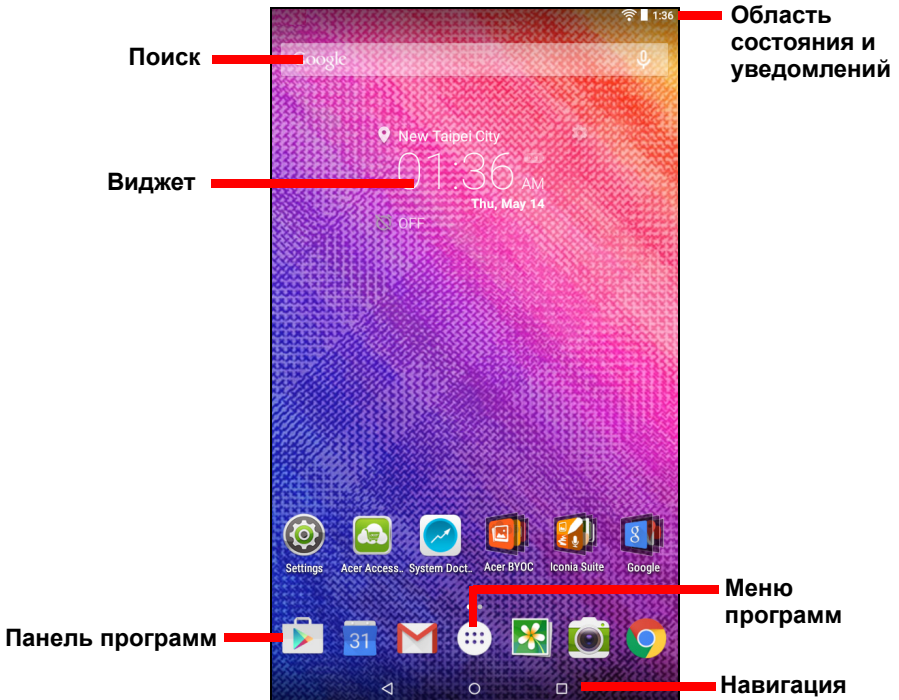 Область
состояния и
уведомлений
1:36
Поиск
Google
New Taipei City
Виджет
01:36 AM
Thu, May 14
OFF
Settings
Acer Access..
System Doct..
Acer BYOC
Iconia Suite
Google
Меню
программ
Панель программ
31
Навигация